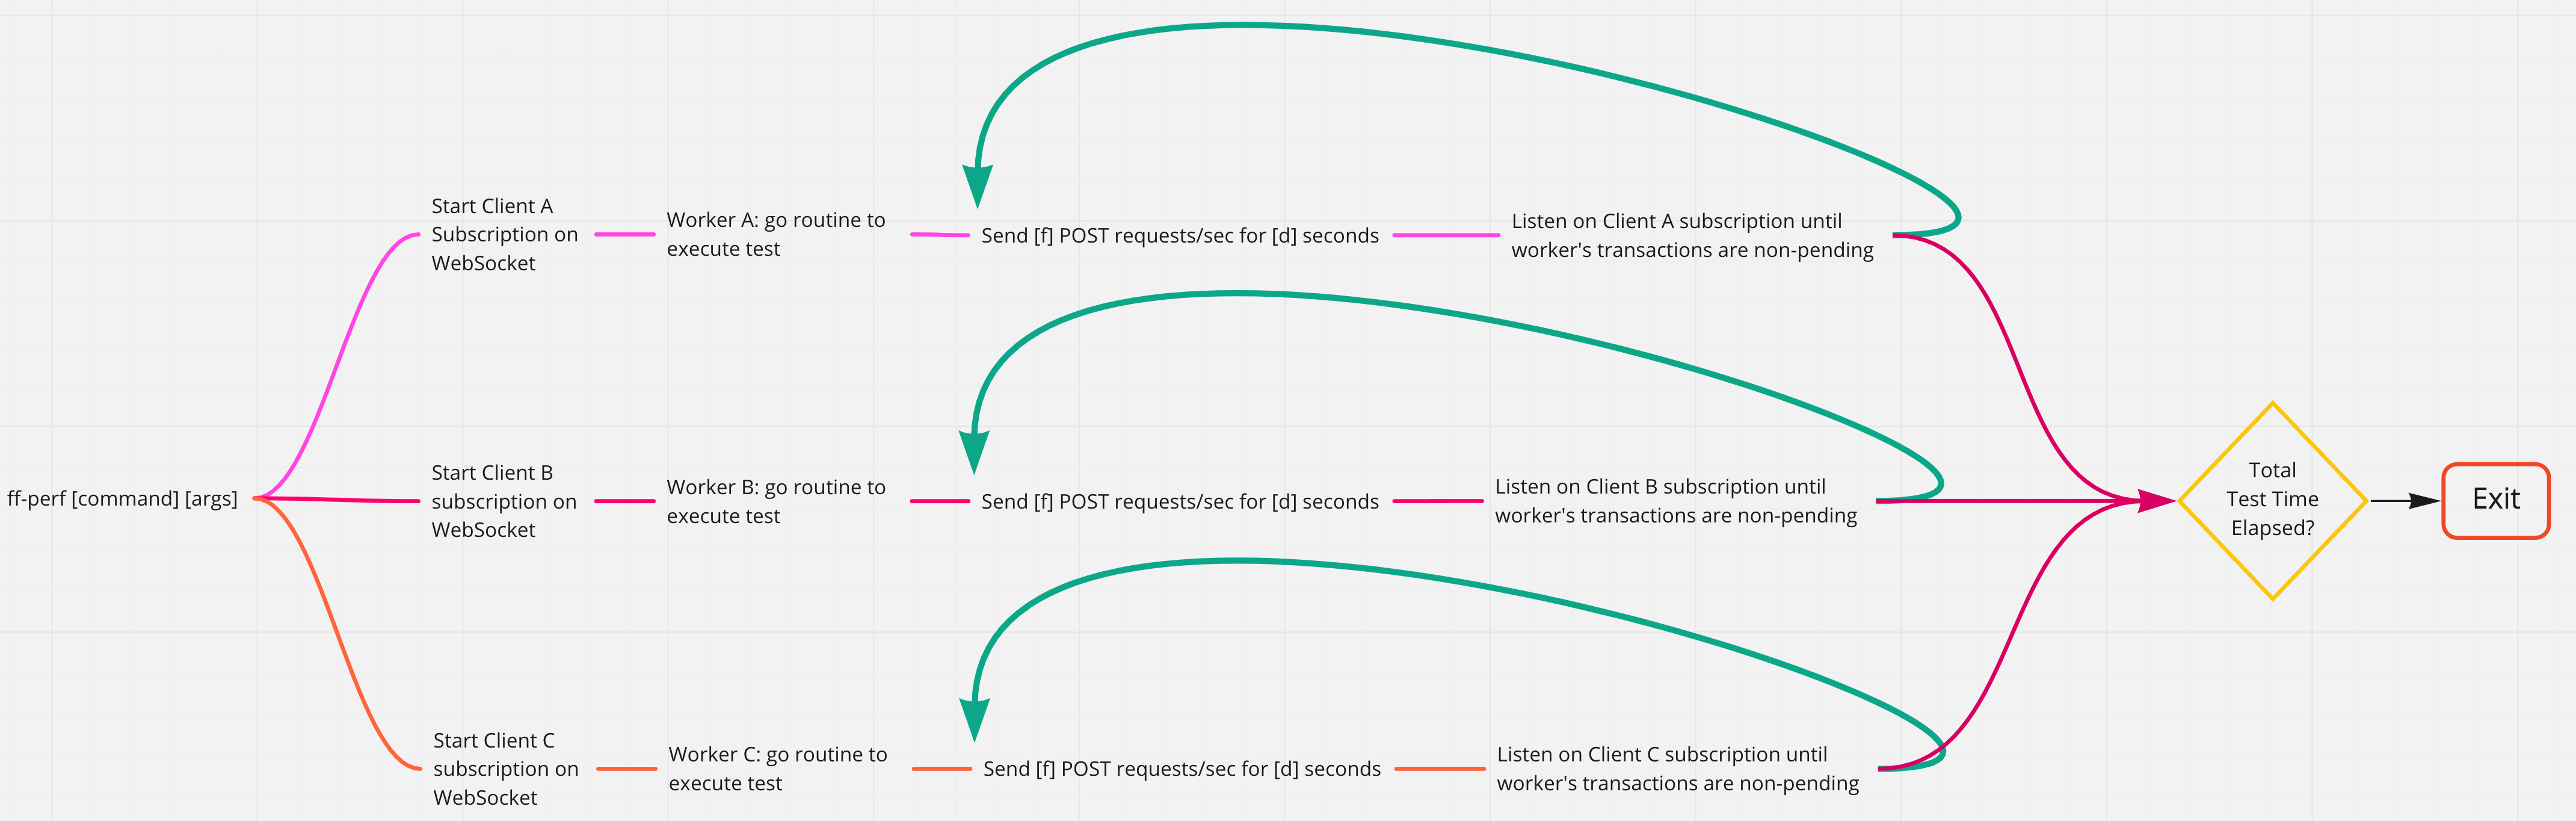 ff-perf [command] [args]
Start Client A
Subscription on
WebSocket
Worker A: go routine to
execute test
Send [f] POST requests/sec for [d] seconds
Listen on Client A subscription until
worker's transactions are non-pending
Start Client B
subscription on
WebSocket
Worker B: go routine to
execute test
Send [f] POST requests/sec for [d] seconds
Listen on Client B subscription until
worker's transactions are non-pending
Start Client C
subscription on
WebSocket
Worker C: go routine to
execute test
Send [f] POST requests/sec for [d] seconds
Listen on Client C subscription until
worker's transactions are non-pending
Total
Test Time
Elapsed?
Exit